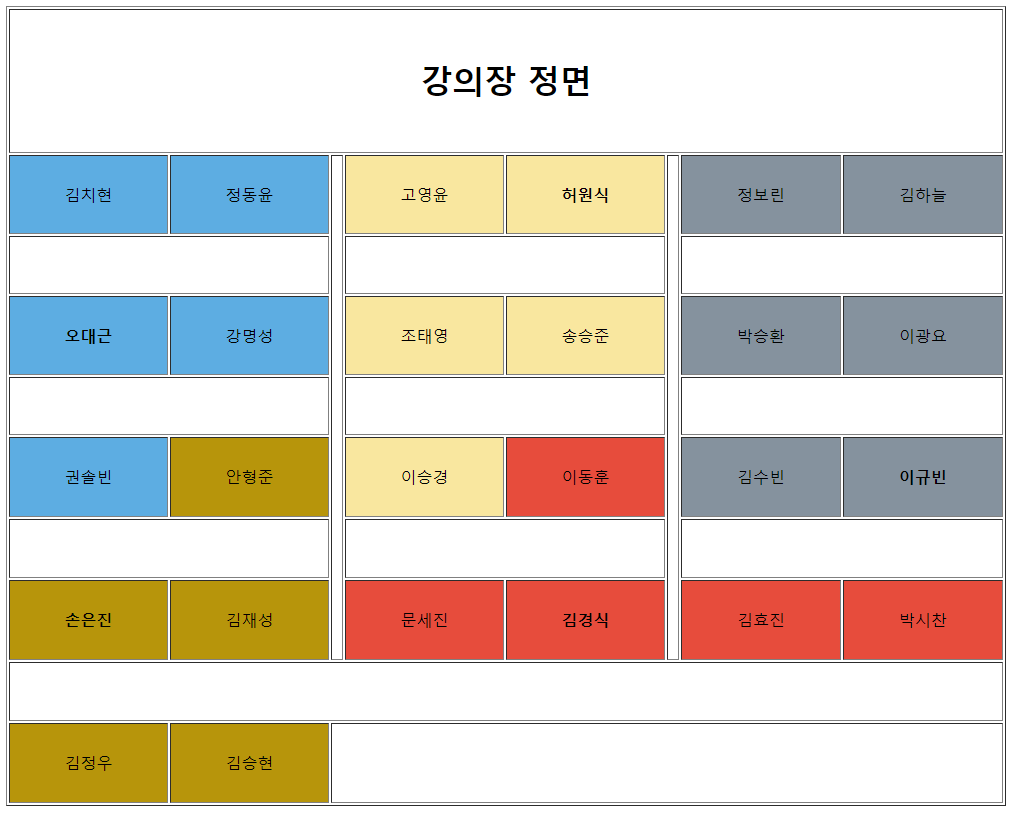 강의장 정면
김치현 정동윤 고영윤 허원식 정보린 김하늘
오대근 강명성 조태영 송승준 박승환 이광요
권솔빈 안형준 이승경 이동훈 김수빈 이규빈
손은진 김재성 문세진 김경식 김효진 박시찬
김정우 김승현